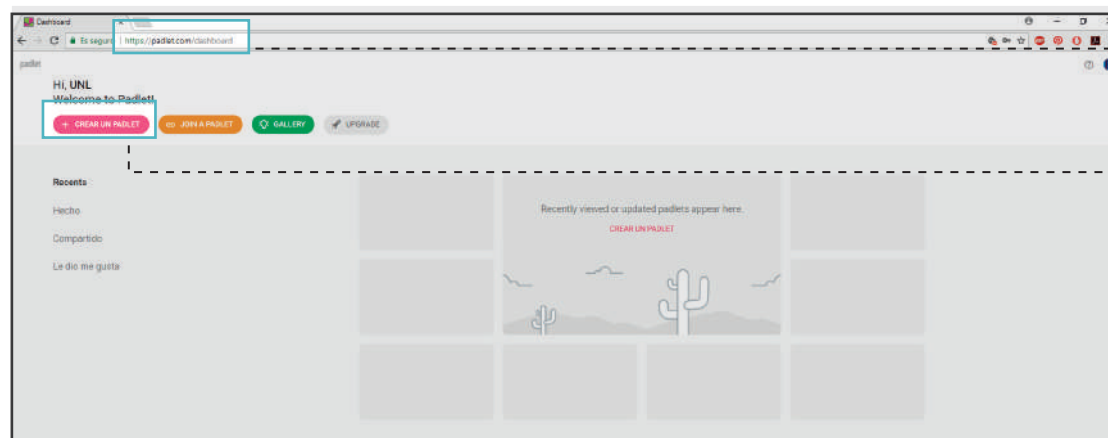 Dashboard
Es seguro | https://padlet.com/dashboard
padlet
Hi, UNL
Welcome to Padlet!
+ CREAR UN PADLET
JOIN A PADLET
GALLERY
UPGRADE
Recents
Hecho
Compartido
Le dio me gusta
Recently viewed or updated padlets appear here.
CREAR UN PADLET